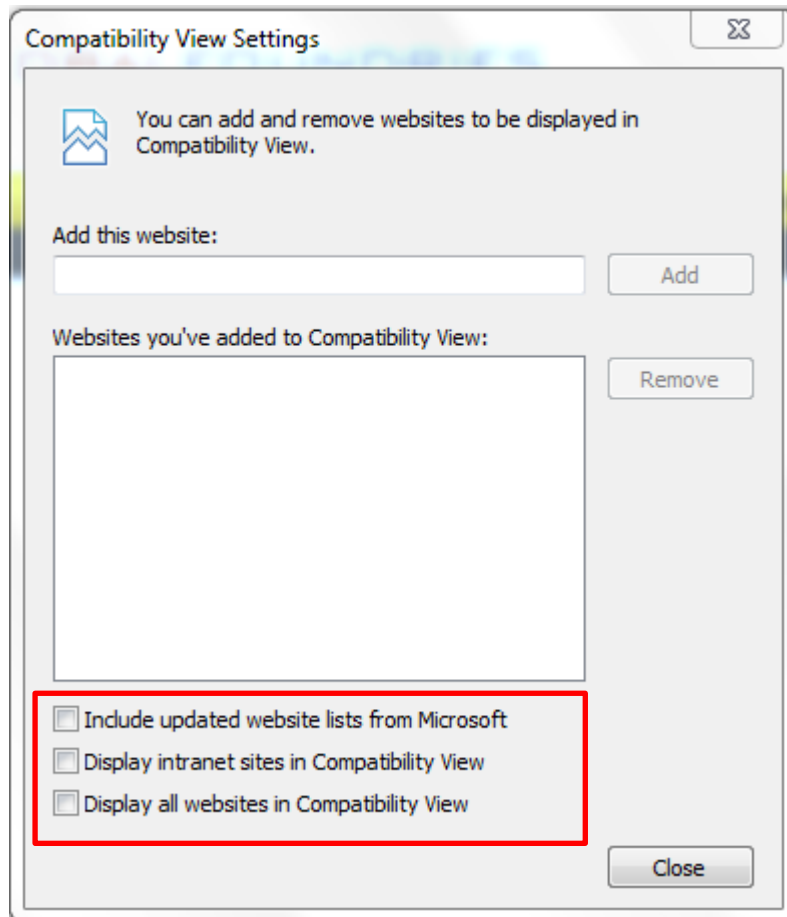 Compatibility View Settings
You can add and remove websites to be displayed in
Compatibility View.
Add this website:
Add
Websites you've added to Compatibility View:
Remove
Include updated website lists from Microsoft
Display intranet sites in Compatibility View
Display all websites in Compatibility View
Close